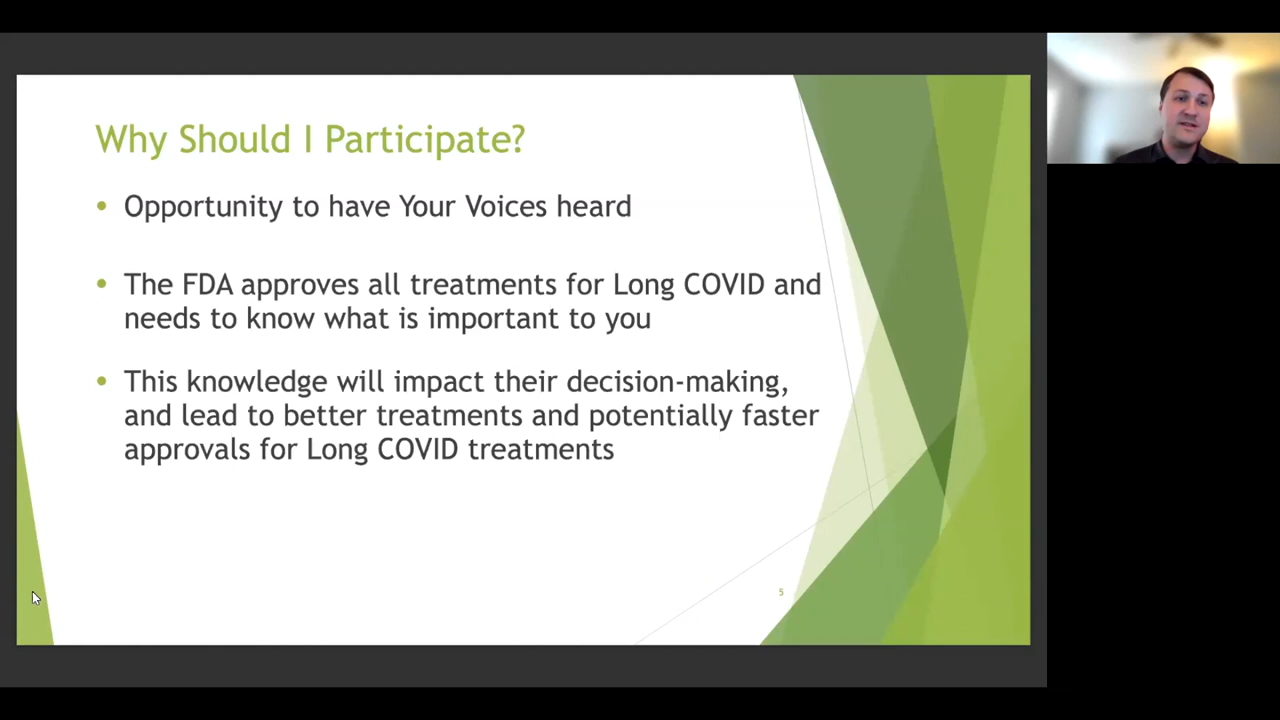 Why Should I Participate?
• Opportunity to have Your Voices heard
• The FDA approves all treatments for Long COVID and
needs to know what is important to you
• This knowledge will impact their decision-making,
and lead to better treatments and potentially faster
approvals for Long COVID treatments
5